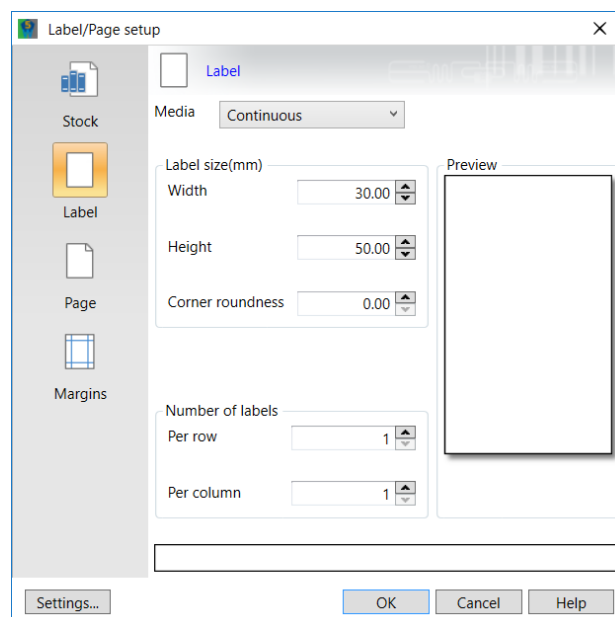 Label/Page setup
Stock
Label
Page
Margins
Label
Media Continuous
Label size(mm)
Width 30.00
Height 50.00
Corner roundness 0.00
Preview
Number of labels
Per row 1
Per column 1
Settings... OK Cancel Help